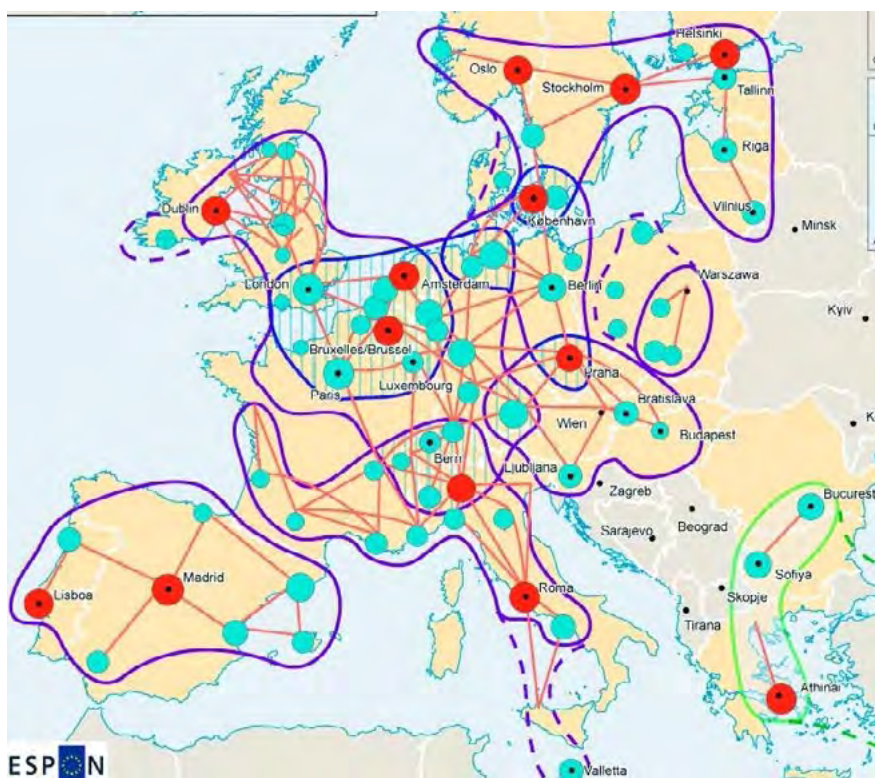 Helsinki
Oslo
Stockholm
Tallinn
Riga
Dublin
Vilnius
København
Minsk
London
Amsterdam
Berlin
Warszawa
Kyiv
Bruxelles/Brussel
Paris
Luxembourg
Praha
Bratislava
Wien
Budapest
Bern
Ljubljana
Zagreb
Bucurest
Beograd
Sarajevo
Sofiya
Lisboa
Madrid
Roma
Skopje
Tirana
Athinai
ESPON
Valletta